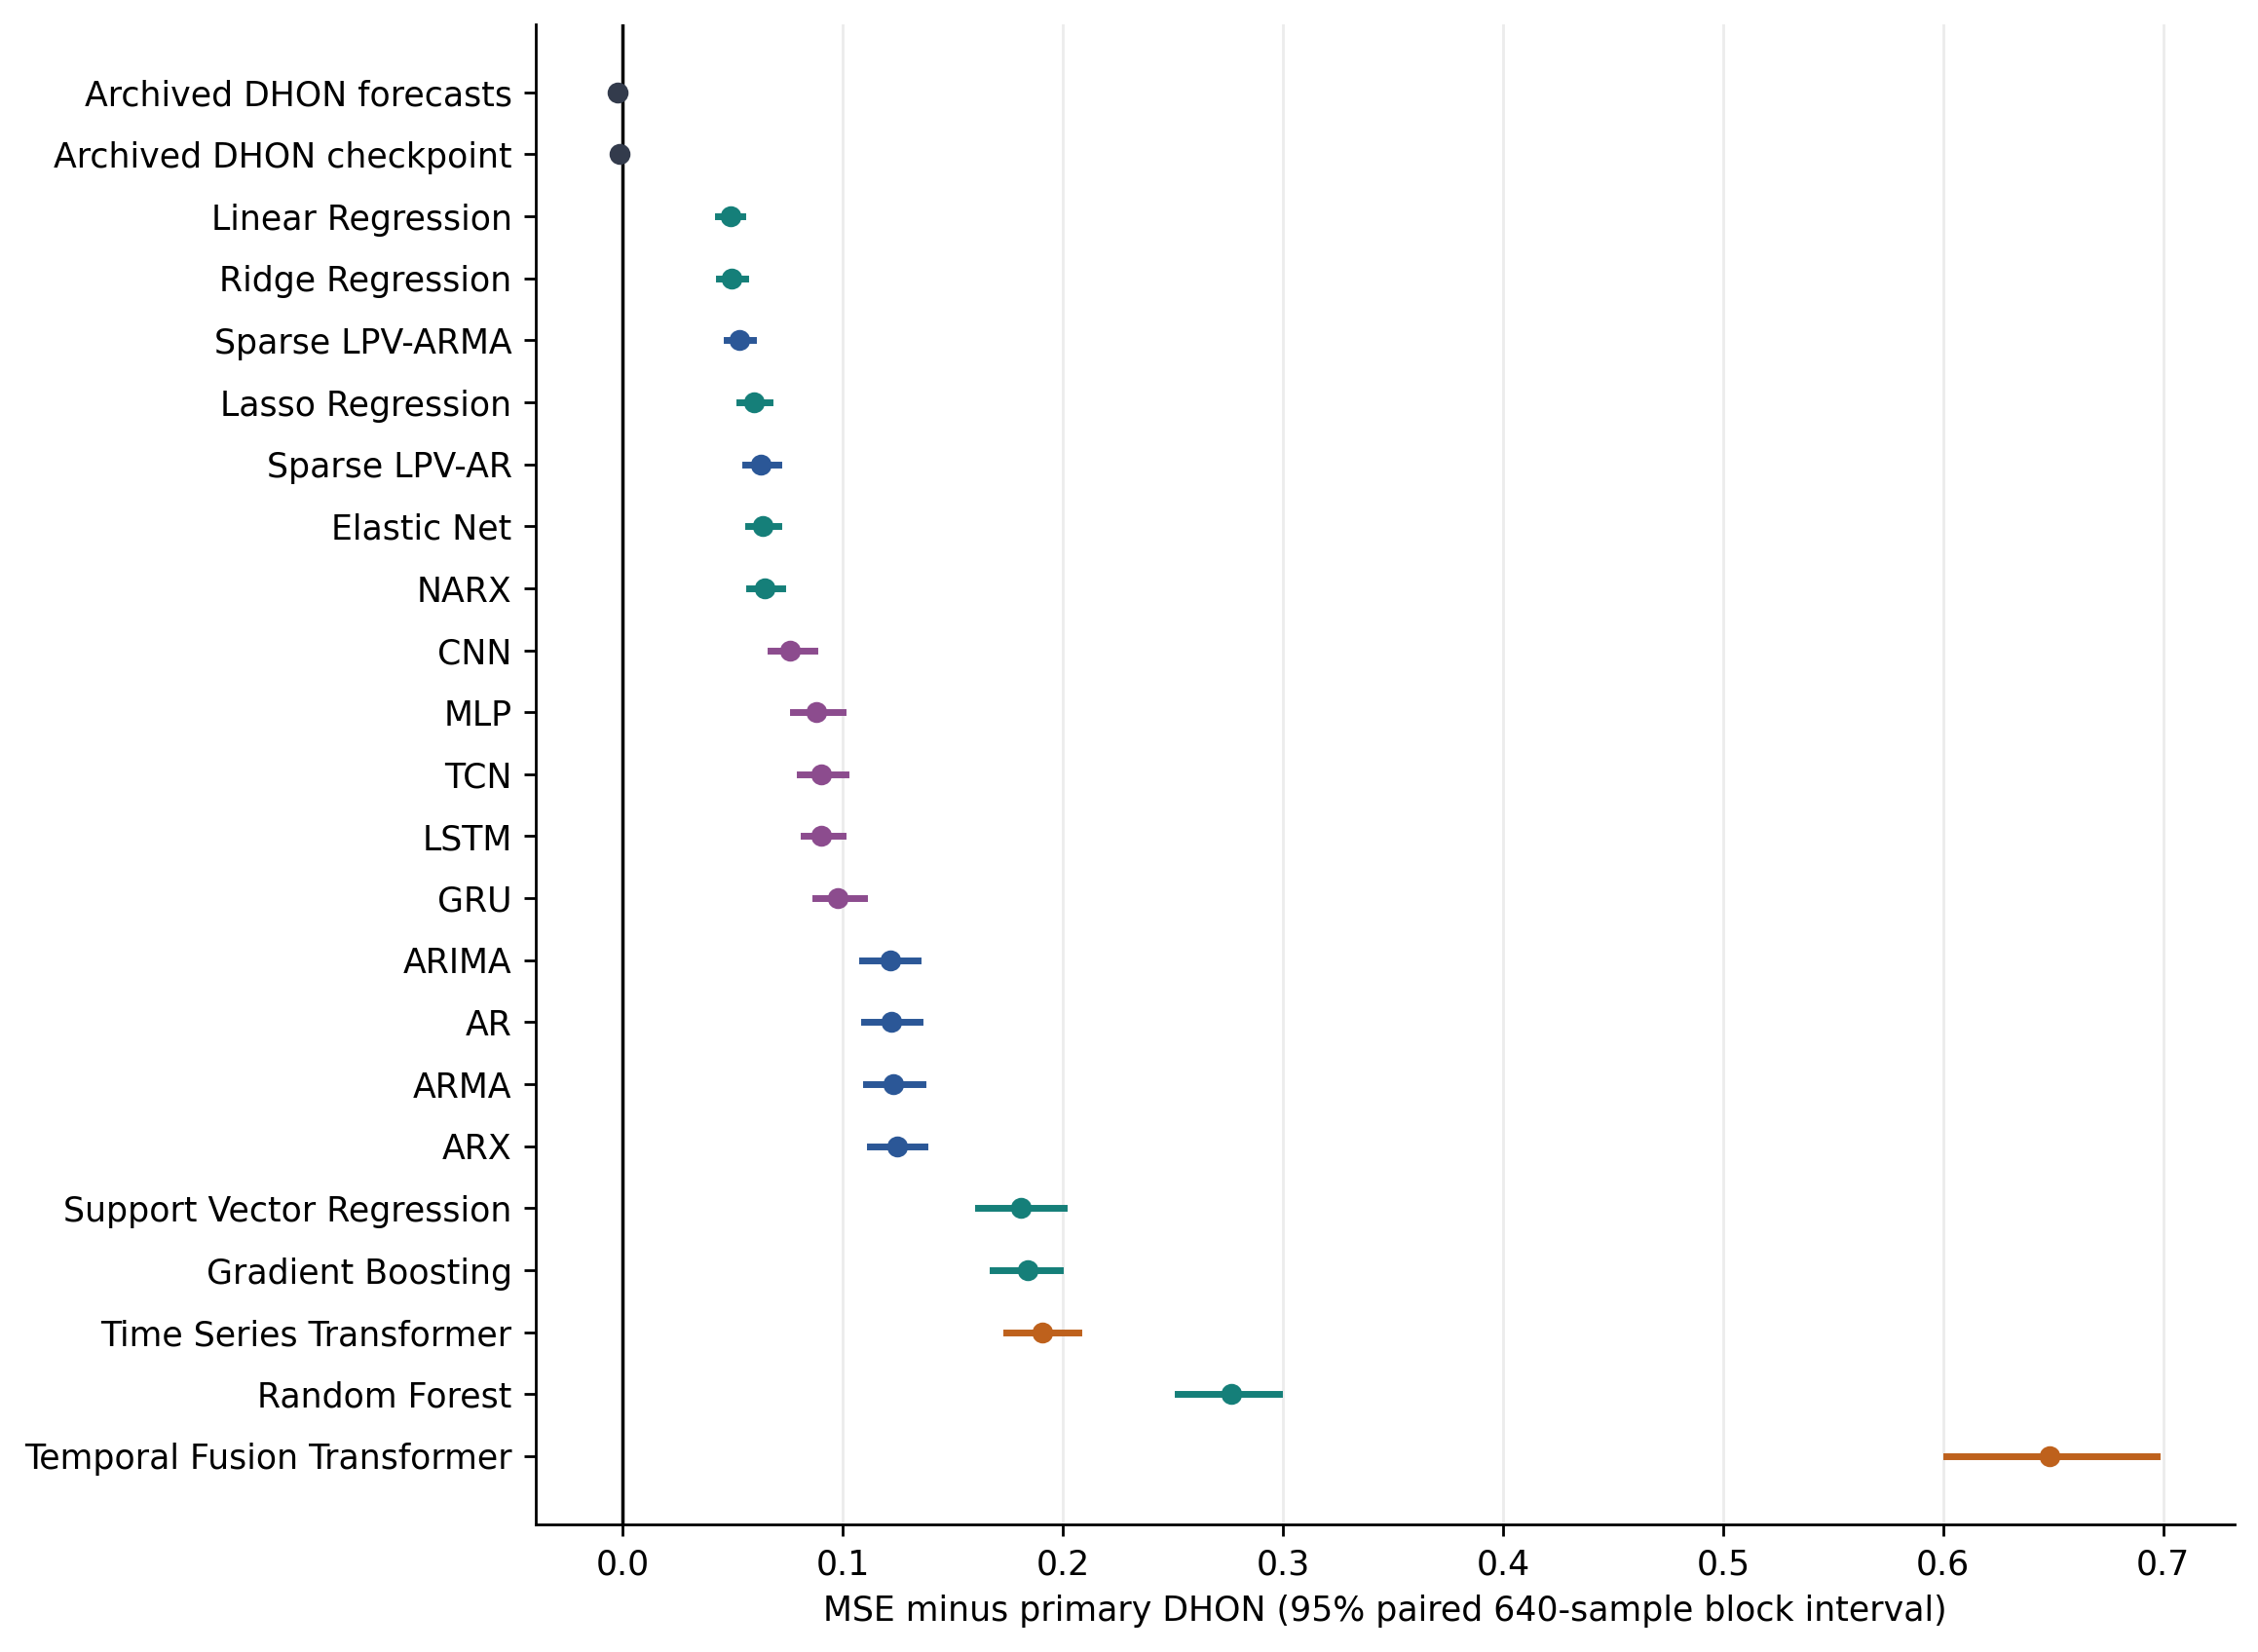 Archived DHON forecasts
Archived DHON checkpoint
Linear Regression
Ridge Regression
Sparse LPV-ARMA
Lasso Regression
Sparse LPV-AR
Elastic Net
NARX
CNN
MLP
TCN
LSTM
GRU
ARIMA
AR
ARMA
ARX
Support Vector Regression
Gradient Boosting
Time Series Transformer
Random Forest
Temporal Fusion Transformer
0.0 0.1 0.2 0.3 0.4 0.5 0.6 0.7
MSE minus primary DHON (95% paired 640-sample block interval)